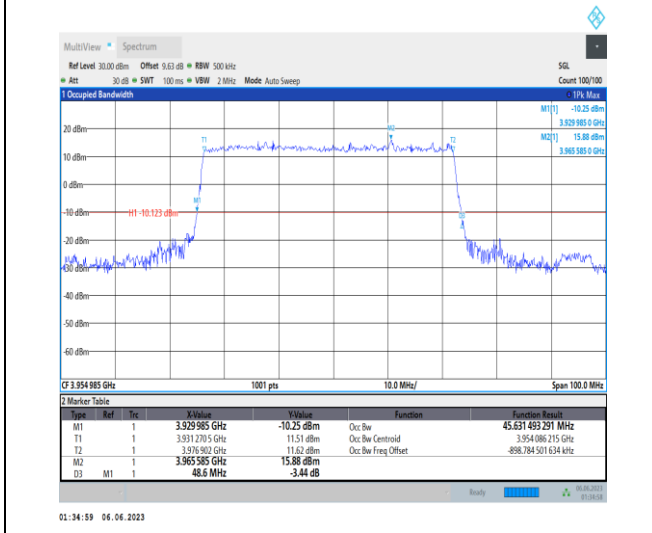 MultiView Spectrum
Ref Level 30.00 dBm Offset 9.63 dB RBW 500 kHz SGL
Att 30 dB SWT 100 ms VBW 2 MHz Mode Auto Sweep Count 100/100
1 Occupied Bandwidth 1Pk Max
M1[1] -10.25 dBm
3.929 985 0 GHz
M2[1] 15.88 dBm
3.965 585 0 GHz
20 dBm
M2
T1
T2
10 dBm
0 dBm
M1
-10 dBm
H1 -10.123 dBm
D3
-20 dBm
-30 dBm
-40 dBm
-50 dBm
-60 dBm
CF 3.954 985 GHz 1001 pts 10.0 MHz/ Span 100.0 MHz
2 Marker Table
Type Ref Trc X-Value Y-Value Function Function Result
M1 1 3.929 985 GHz -10.25 dBm Occ Bw 45.631 493 291 MHz
T1 1 3.931 270 5 GHz 11.51 dBm Occ Bw Centroid 3.954 086 215 GHz
T2 1 3.976 902 GHz 11.62 dBm Occ Bw Freq Offset -898.784 501 634 kHz
M2 1 3.965 585 GHz 15.88 dBm
D3 M1 1 48.6 MHz -3.44 dB
Ready 06.06.2023
01:34:58
01:34:59 06.06.2023